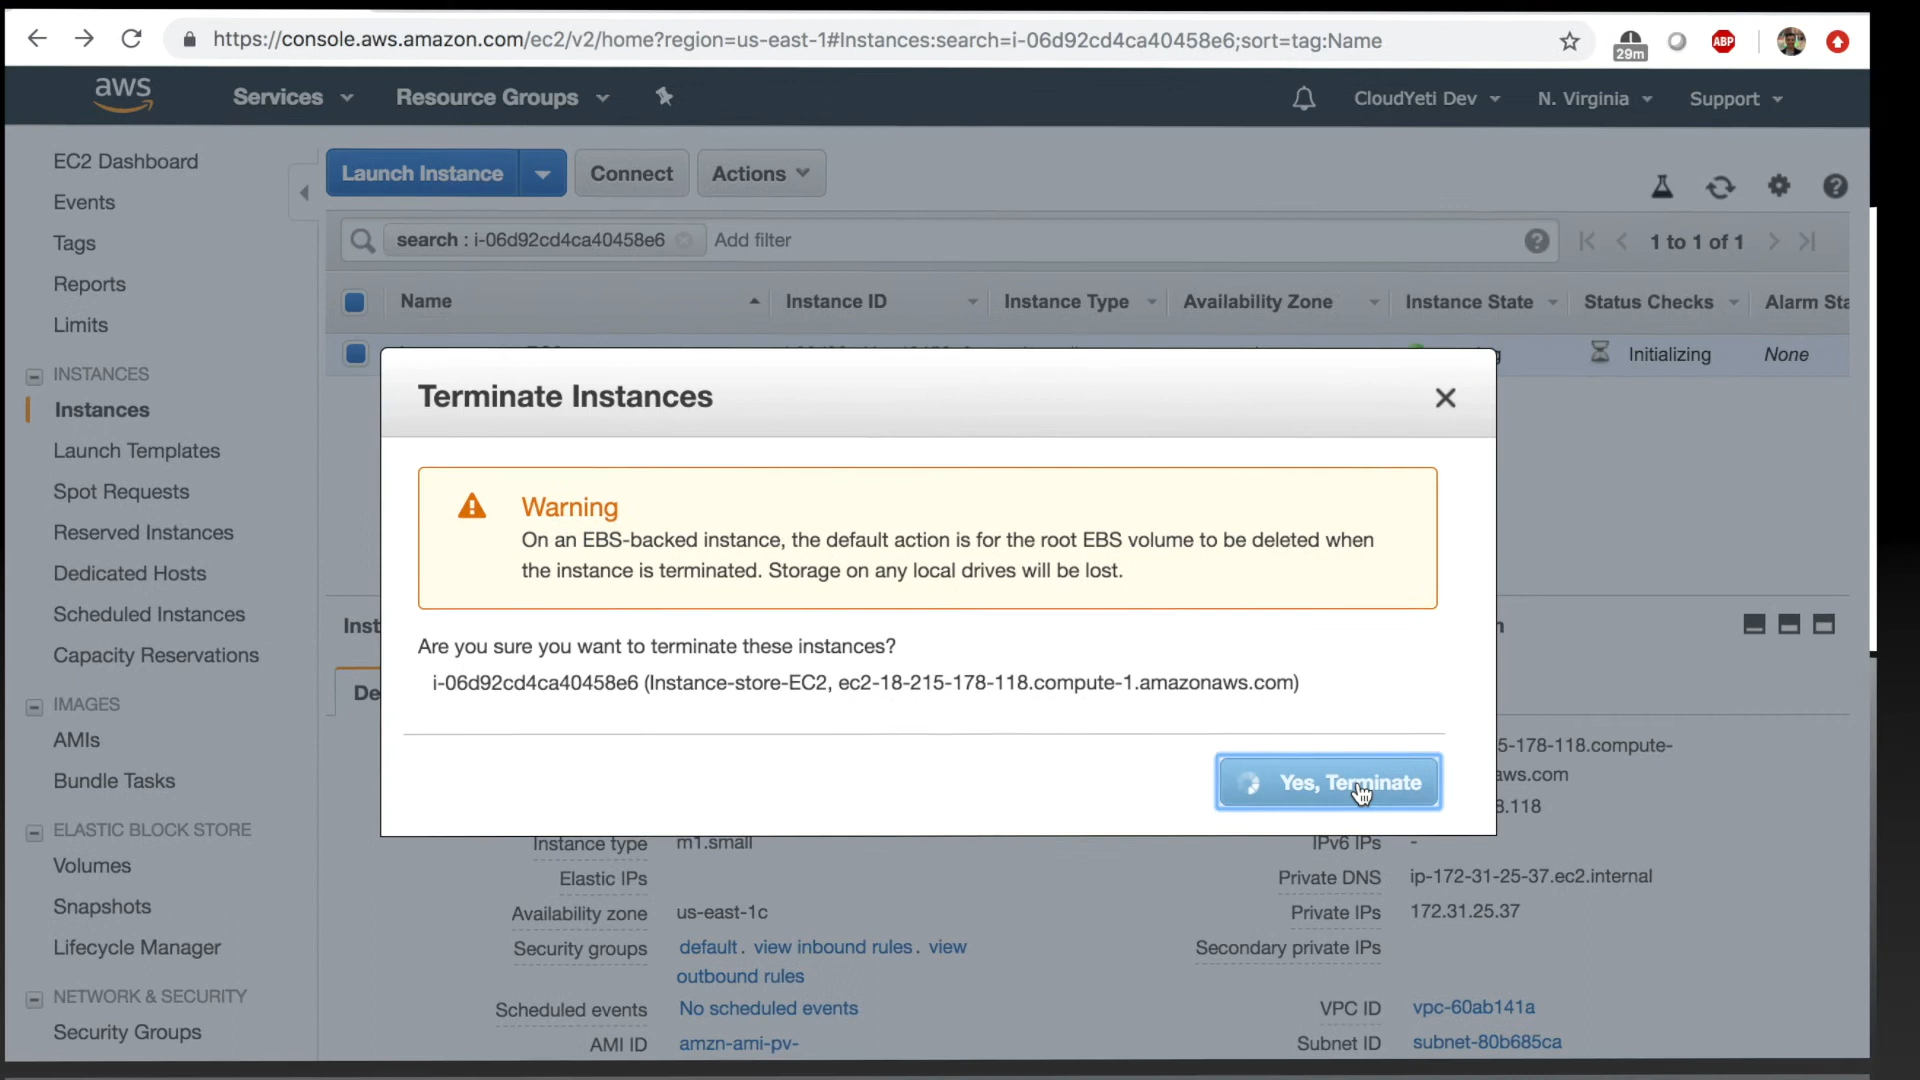 https://console.aws.amazon.com/ec2/v2/home?region=us-east-1#Instances:search=i-06d92cd4ca40458e6;sort=tag:Name
29m
ABP
aws
Services
Resource Groups
CloudYeti Dev
N. Virginia
Support
EC2 Dashboard
Events
Tags
Reports
Limits
INSTANCES
Instances
Launch Templates
Spot Requests
Reserved Instances
Dedicated Hosts
Scheduled Instances
Capacity Reservations
IMAGES
AMIs
Bundle Tasks
ELASTIC BLOCK STORE
Volumes
Snapshots
Lifecycle Manager
NETWORK & SECURITY
Security Groups
Launch Instance
Connect
Actions
search : i-06d92cd4ca40458e6
Add filter
1 to 1 of 1
Name
Instance ID
Instance Type
Availability Zone
Instance State
Status Checks
Alarm Sta
Initializing
None
Terminate Instances
Warning
On an EBS-backed instance, the default action is for the root EBS volume to be deleted when
the instance is terminated. Storage on any local drives will be lost.
Are you sure you want to terminate these instances?
i-06d92cd4ca40458e6 (Instance-store-EC2, ec2-18-215-178-118.compute-1.amazonaws.com)
Yes, Terminate
Inst
De
5-178-118.compute-
aws.com
8.118
Instance type m1.small
IPv6 IPs -
Elastic IPs
Private DNS ip-172-31-25-37.ec2.internal
Availability zone us-east-1c
Private IPs 172.31.25.37
Security groups default . view inbound rules . view
outbound rules
Secondary private IPs
Scheduled events No scheduled events
VPC ID vpc-60ab141a
AMI ID amzn-ami-pv-
Subnet ID subnet-80b685ca